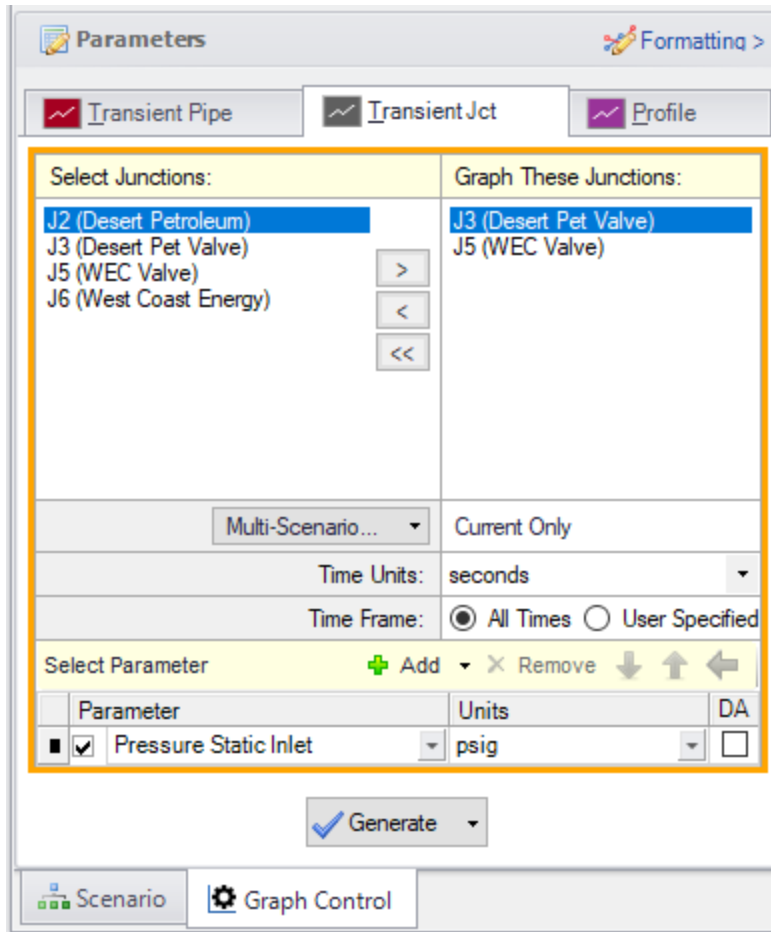 Parameters Formatting >
Transient Pipe Transient Jct Profile
Select Junctions: Graph These Junctions:
J2 (Desert Petroleum) J3 (Desert Pet Valve)
J3 (Desert Pet Valve) J5 (WEC Valve)
J5 (WEC Valve)
J6 (West Coast Energy)
>
<
<<
Multi-Scenario... Current Only
Time Units: seconds
Time Frame: All Times User Specified
Select Parameter Add Remove
Parameter Units DA
Pressure Static Inlet psig
Generate
Scenario Graph Control